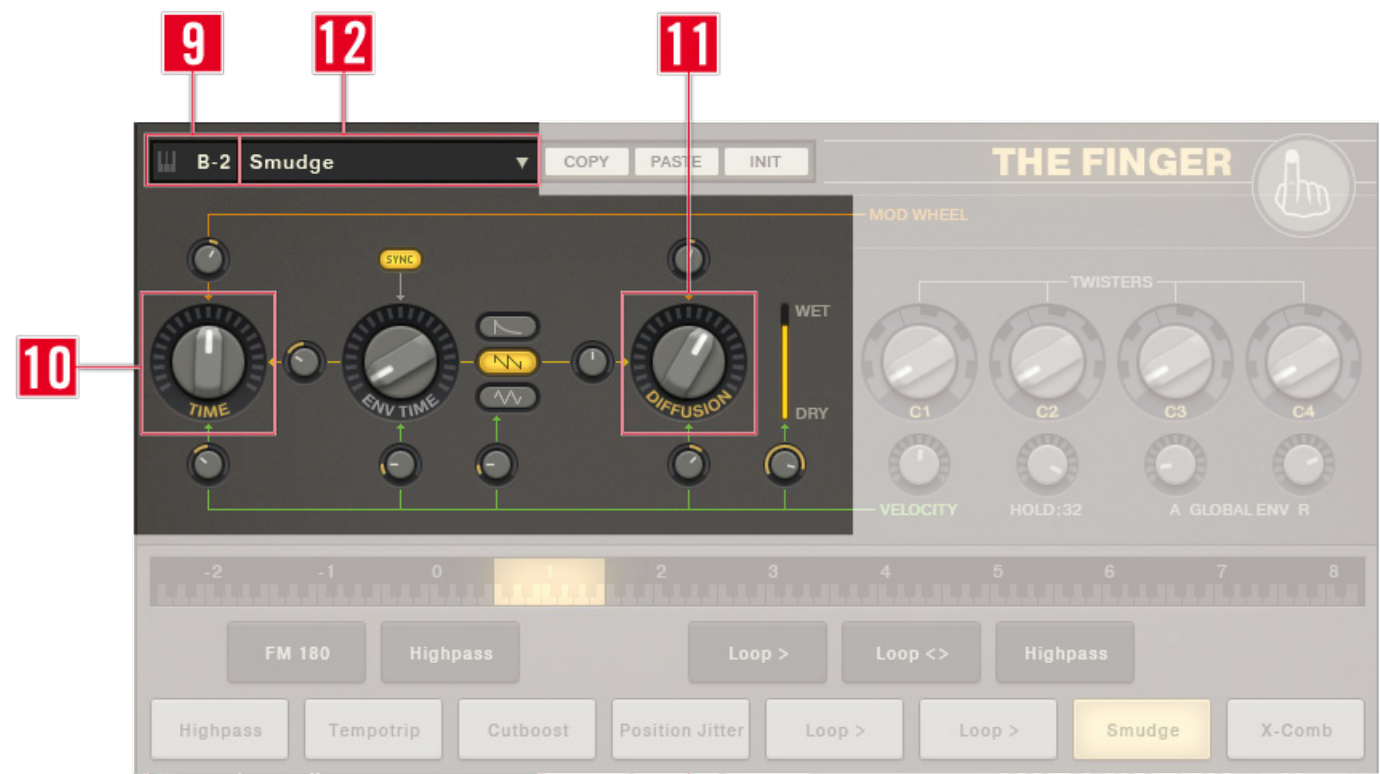 9 12 11
B-2 Smudge ▼ COPY PASTE INIT THE FINGER
MOD WHEEL
SYNC
TWISTERS
WET
10
TIME ENV TIME DIFFUSION DRY C1 C2 C3 C4
VELOCITY HOLD:32 A GLOBAL ENV R
-2 -1 0 1 2 3 4 5 6 7 8
FM 180 Highpass Loop > Loop <> Highpass
Highpass Tempotrip Cutboost Position Jitter Loop > Loop > Smudge X-Comb